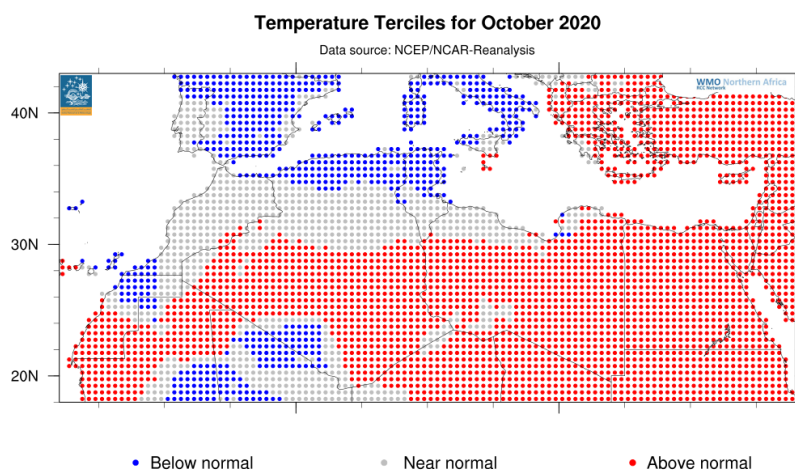 Temperature Terciles for October 2020
Data source: NCEP/NCAR-Reanalysis
WMO Northern Africa
RCC Network
40N
30N
20N
Below normal
Near normal
Above normal